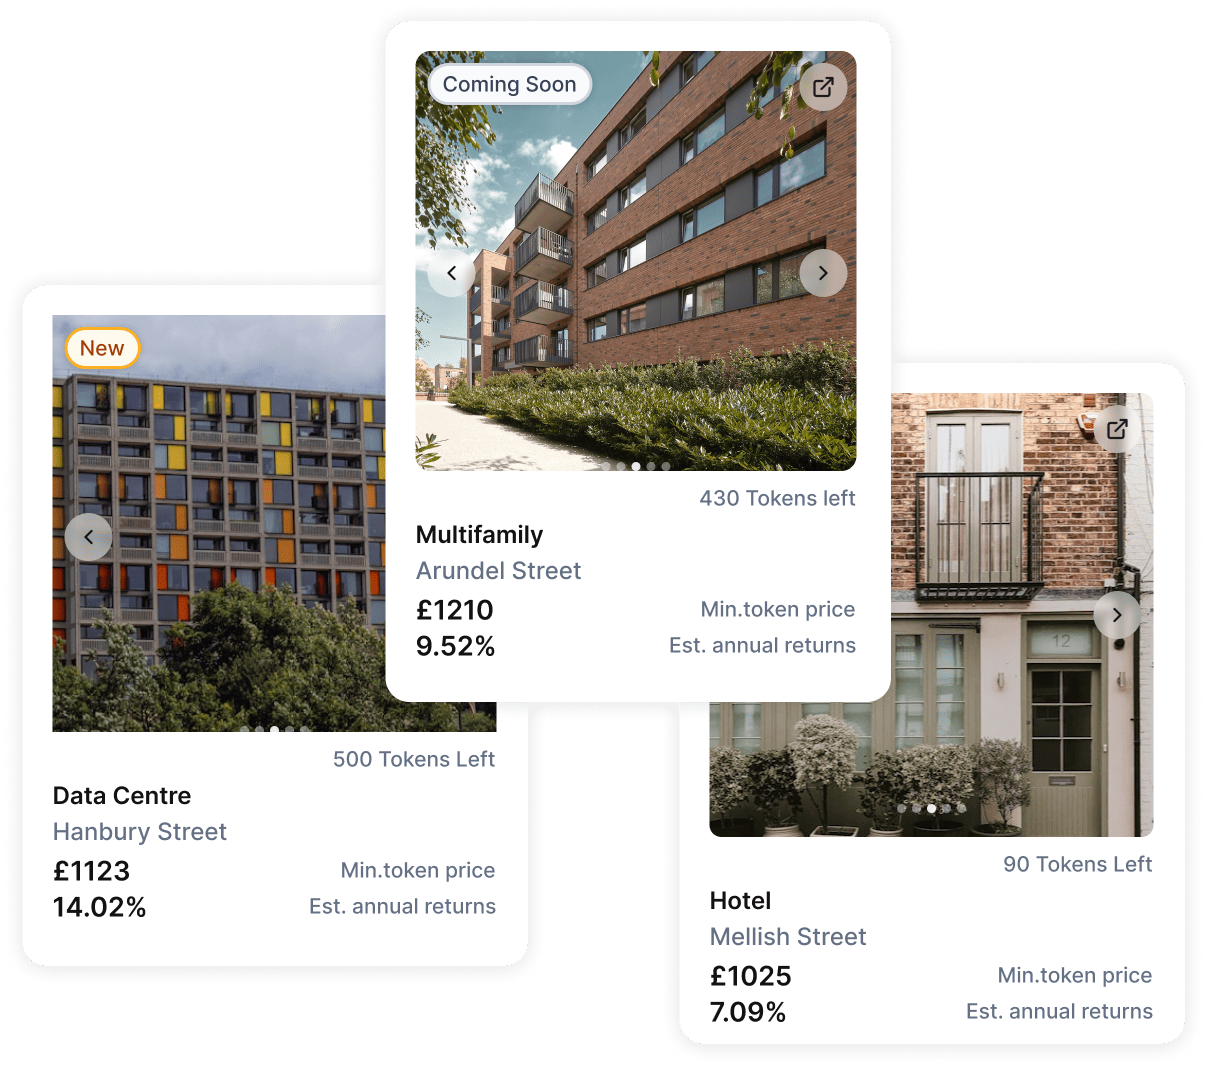 Coming Soon
430 Tokens left
Multifamily
Arundel Street
£1210 Min.token price
9.52% Est. annual returns
New
500 Tokens Left
Data Centre
Hanbury Street
£1123 Min.token price
14.02% Est. annual returns
12
90 Tokens Left
Hotel
Mellish Street
£1025 Min.token price
7.09% Est. annual returns